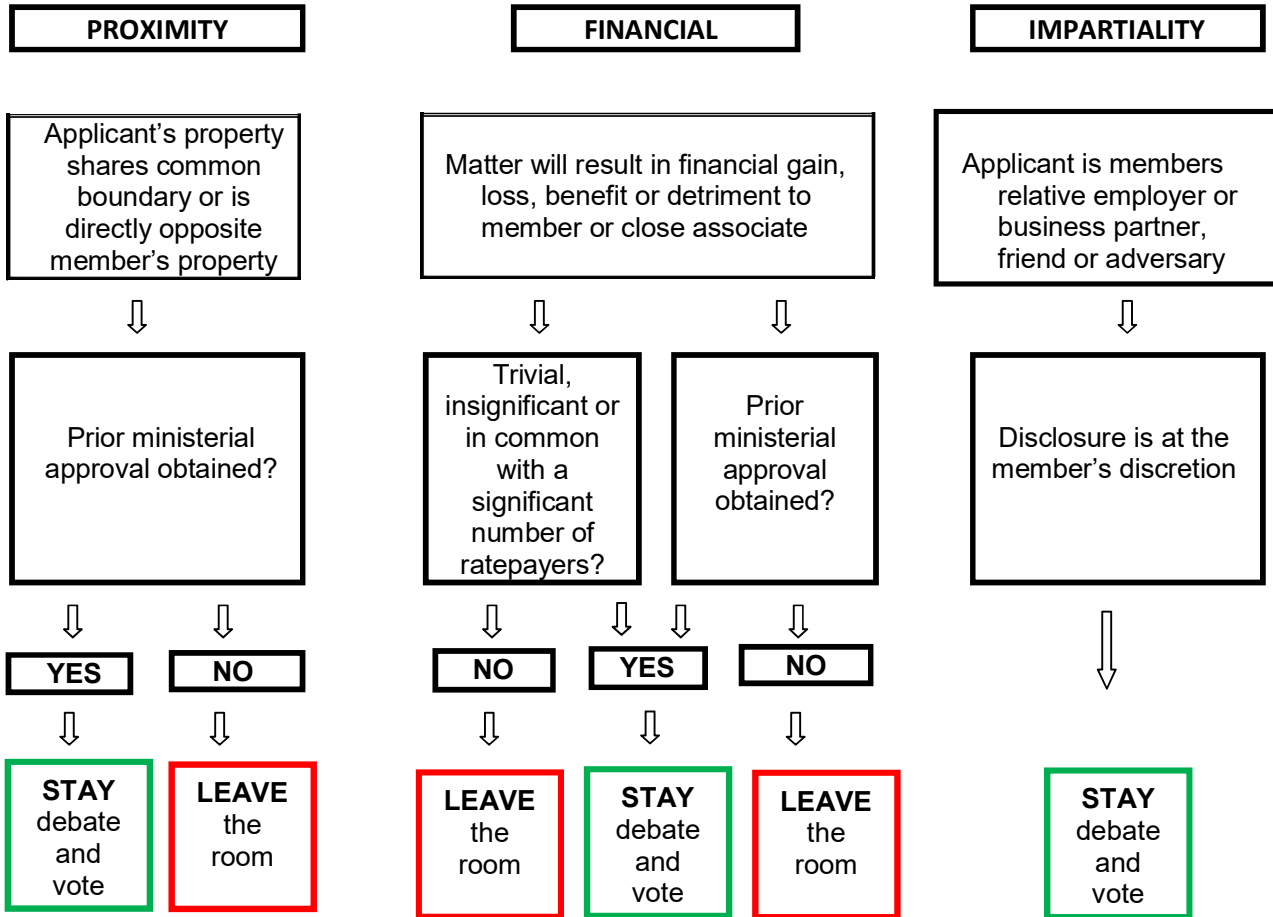 PROXIMITY
FINANCIAL
IMPARTIALITY
Applicant's property
shares common
boundary or is
directly opposite
member's property
Matter will result in financial gain,
loss, benefit or detriment to
member or close associate
Applicant is members
relative employer or
business partner,
friend or adversary
Prior ministerial
approval obtained?
Trivial,
insignificant or
in common
with a
significant
number of
ratepayers?
Prior
ministerial
approval
obtained?
Disclosure is at the
member's discretion
YES
NO
NO
YES
NO
STAY
debate
and
vote
LEAVE
the
room
LEAVE
the
room
STAY
debate
and
vote
LEAVE
the
room
STAY
debate
and
vote